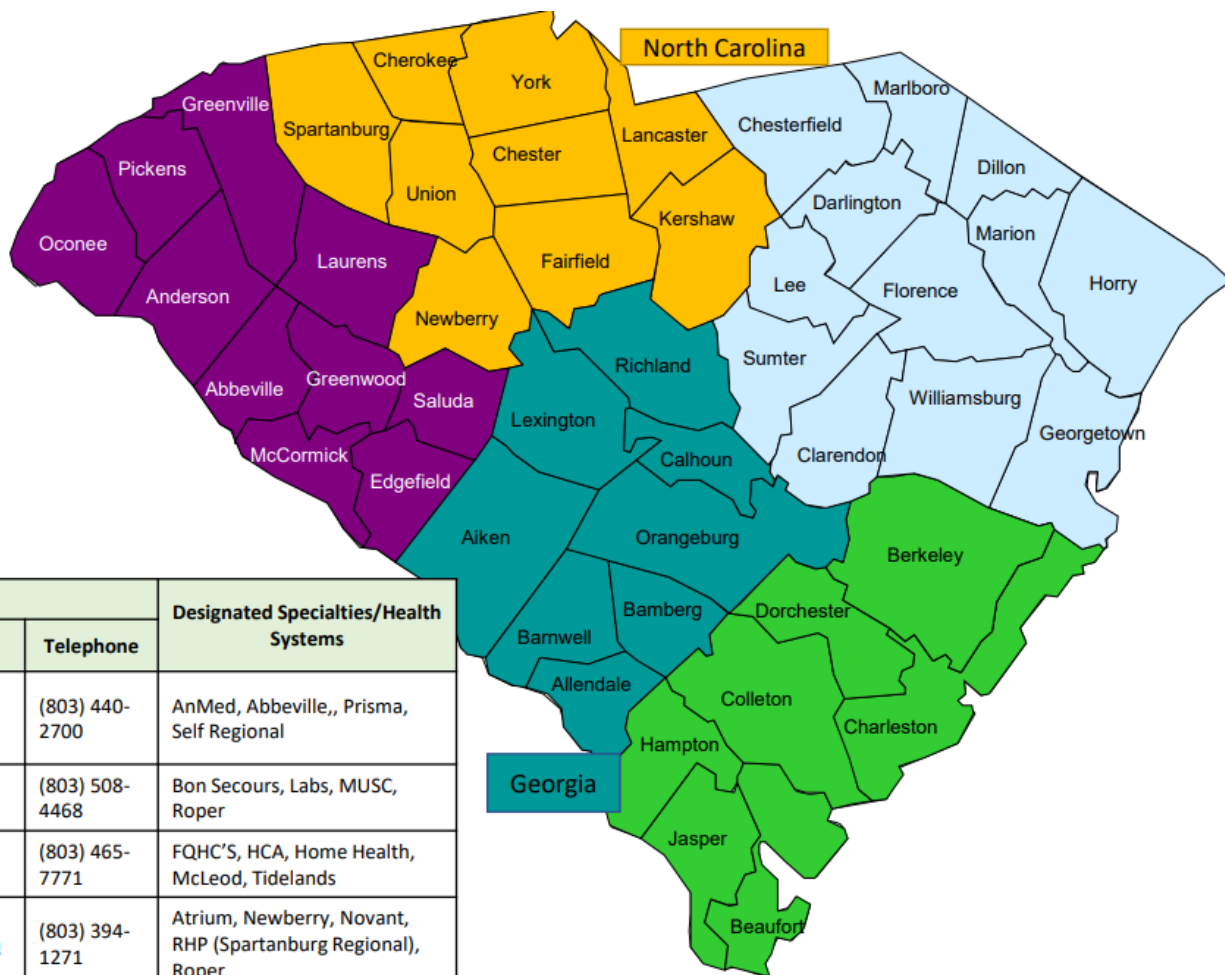 North Carolina
Cherokee
York
Marlboro
Greenville
Spartanburg
Lancaster
Chesterfield
Pickens
Chester
Dillon
Union
Darlington
Kershaw
Marion
Oconee
Laurens
Fairfield
Lee
Florence
Horry
Anderson
Newberry
Richland
Sumter
Abbeville
Greenwood
Saluda
Williamsburg
Lexington
Georgetown
McCormick
Calhoun
Clarendon
Edgefield
Aiken
Orangeburg
Berkeley
Bamberg
Dorchester
Barnwell
Allendale
Colleton
Charleston
Hampton
Georgia
Jasper
Beaufort
Designated Specialties/Health
Systems
Telephone
(803) 440-
2700
AnMed, Abbeville,, Prisma,
Self Regional
(803) 508-
4468
Bon Secours, Labs, MUSC,
Roper
(803) 465-
7771
FQHC'S, HCA, Home Health,
McLeod, Tidelands
(803) 394-
1271
Atrium, Newberry, Novant,
RHP (Spartanburg Regional),
Roper